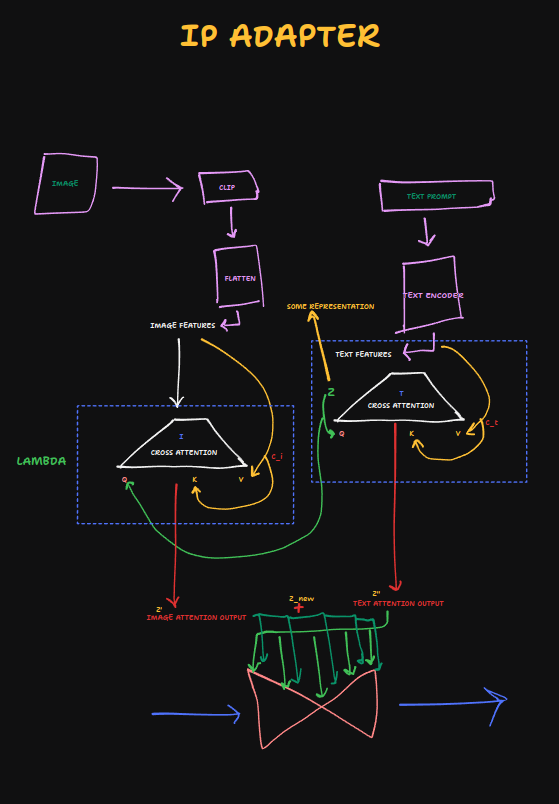 IP ADAPTER
IMAGE
CLIP
TEXT PROMPT
FLATTEN
TEXT ENCODER
SOME REPRESENTATION
IMAGE FEATURES
TEXT FEATURES
Z
T
CROSS ATTENTION
C_t
Q
K
V
I
CROSS ATTENTION
C_i
LAMBDA
Q
K
V
Z'
IMAGE ATTENTION OUTPUT
Z_new
+
Z"
TEXT ATTENTION OUTPUT